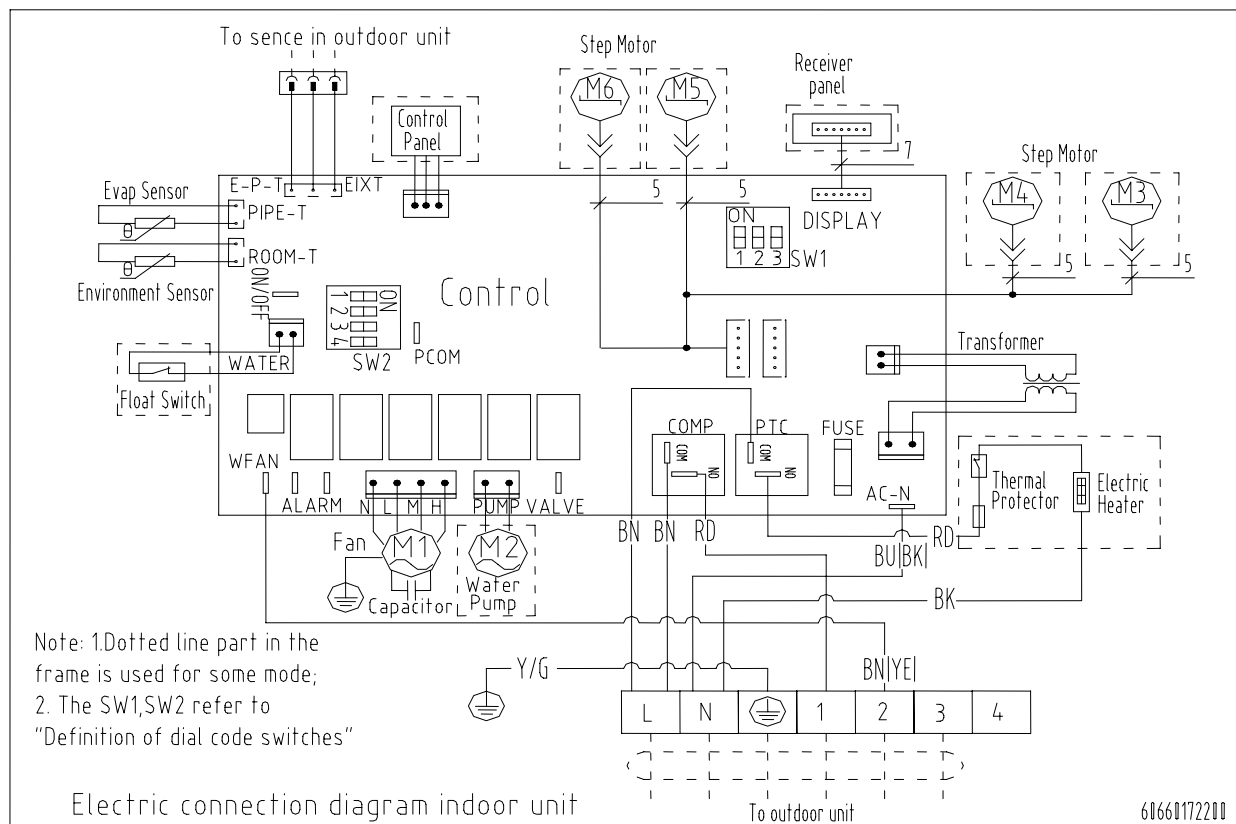 To sence in outdoor unit
Step Motor
M6
M5
Receiver
panel
7
Control
Panel
Step Motor
M4
M3
E-P-T
EIXT
5
5
DISPLAY
5
5
Evap Sensor
θ
PIPE-T
ON
1 2 3
SW1
θ
ROOM-T
Environment Sensor
ON/OFF
Control
ON
1
2
3
4
SW2
PCOM
WATER
Float Switch
Transformer
COMP
PTC
FUSE
COM
NO
COM
NO
WFAN
ALARM
N L M H
PUMP
VALVE
AC-N
Thermal
Protector
Electric
Heater
BN
BN
RD
RD
BU|BK|
Fan
M1
M2
Capacitor
Water
Pump
BK
Note: 1.Dotted line part in the
frame is used for some mode;
2. The SW1,SW2 refer to
"Definition of dial code switches"
Y/G
BN|YE|
L N 1 2 3 4
Electric connection diagram indoor unit
To outdoor unit
60660172200